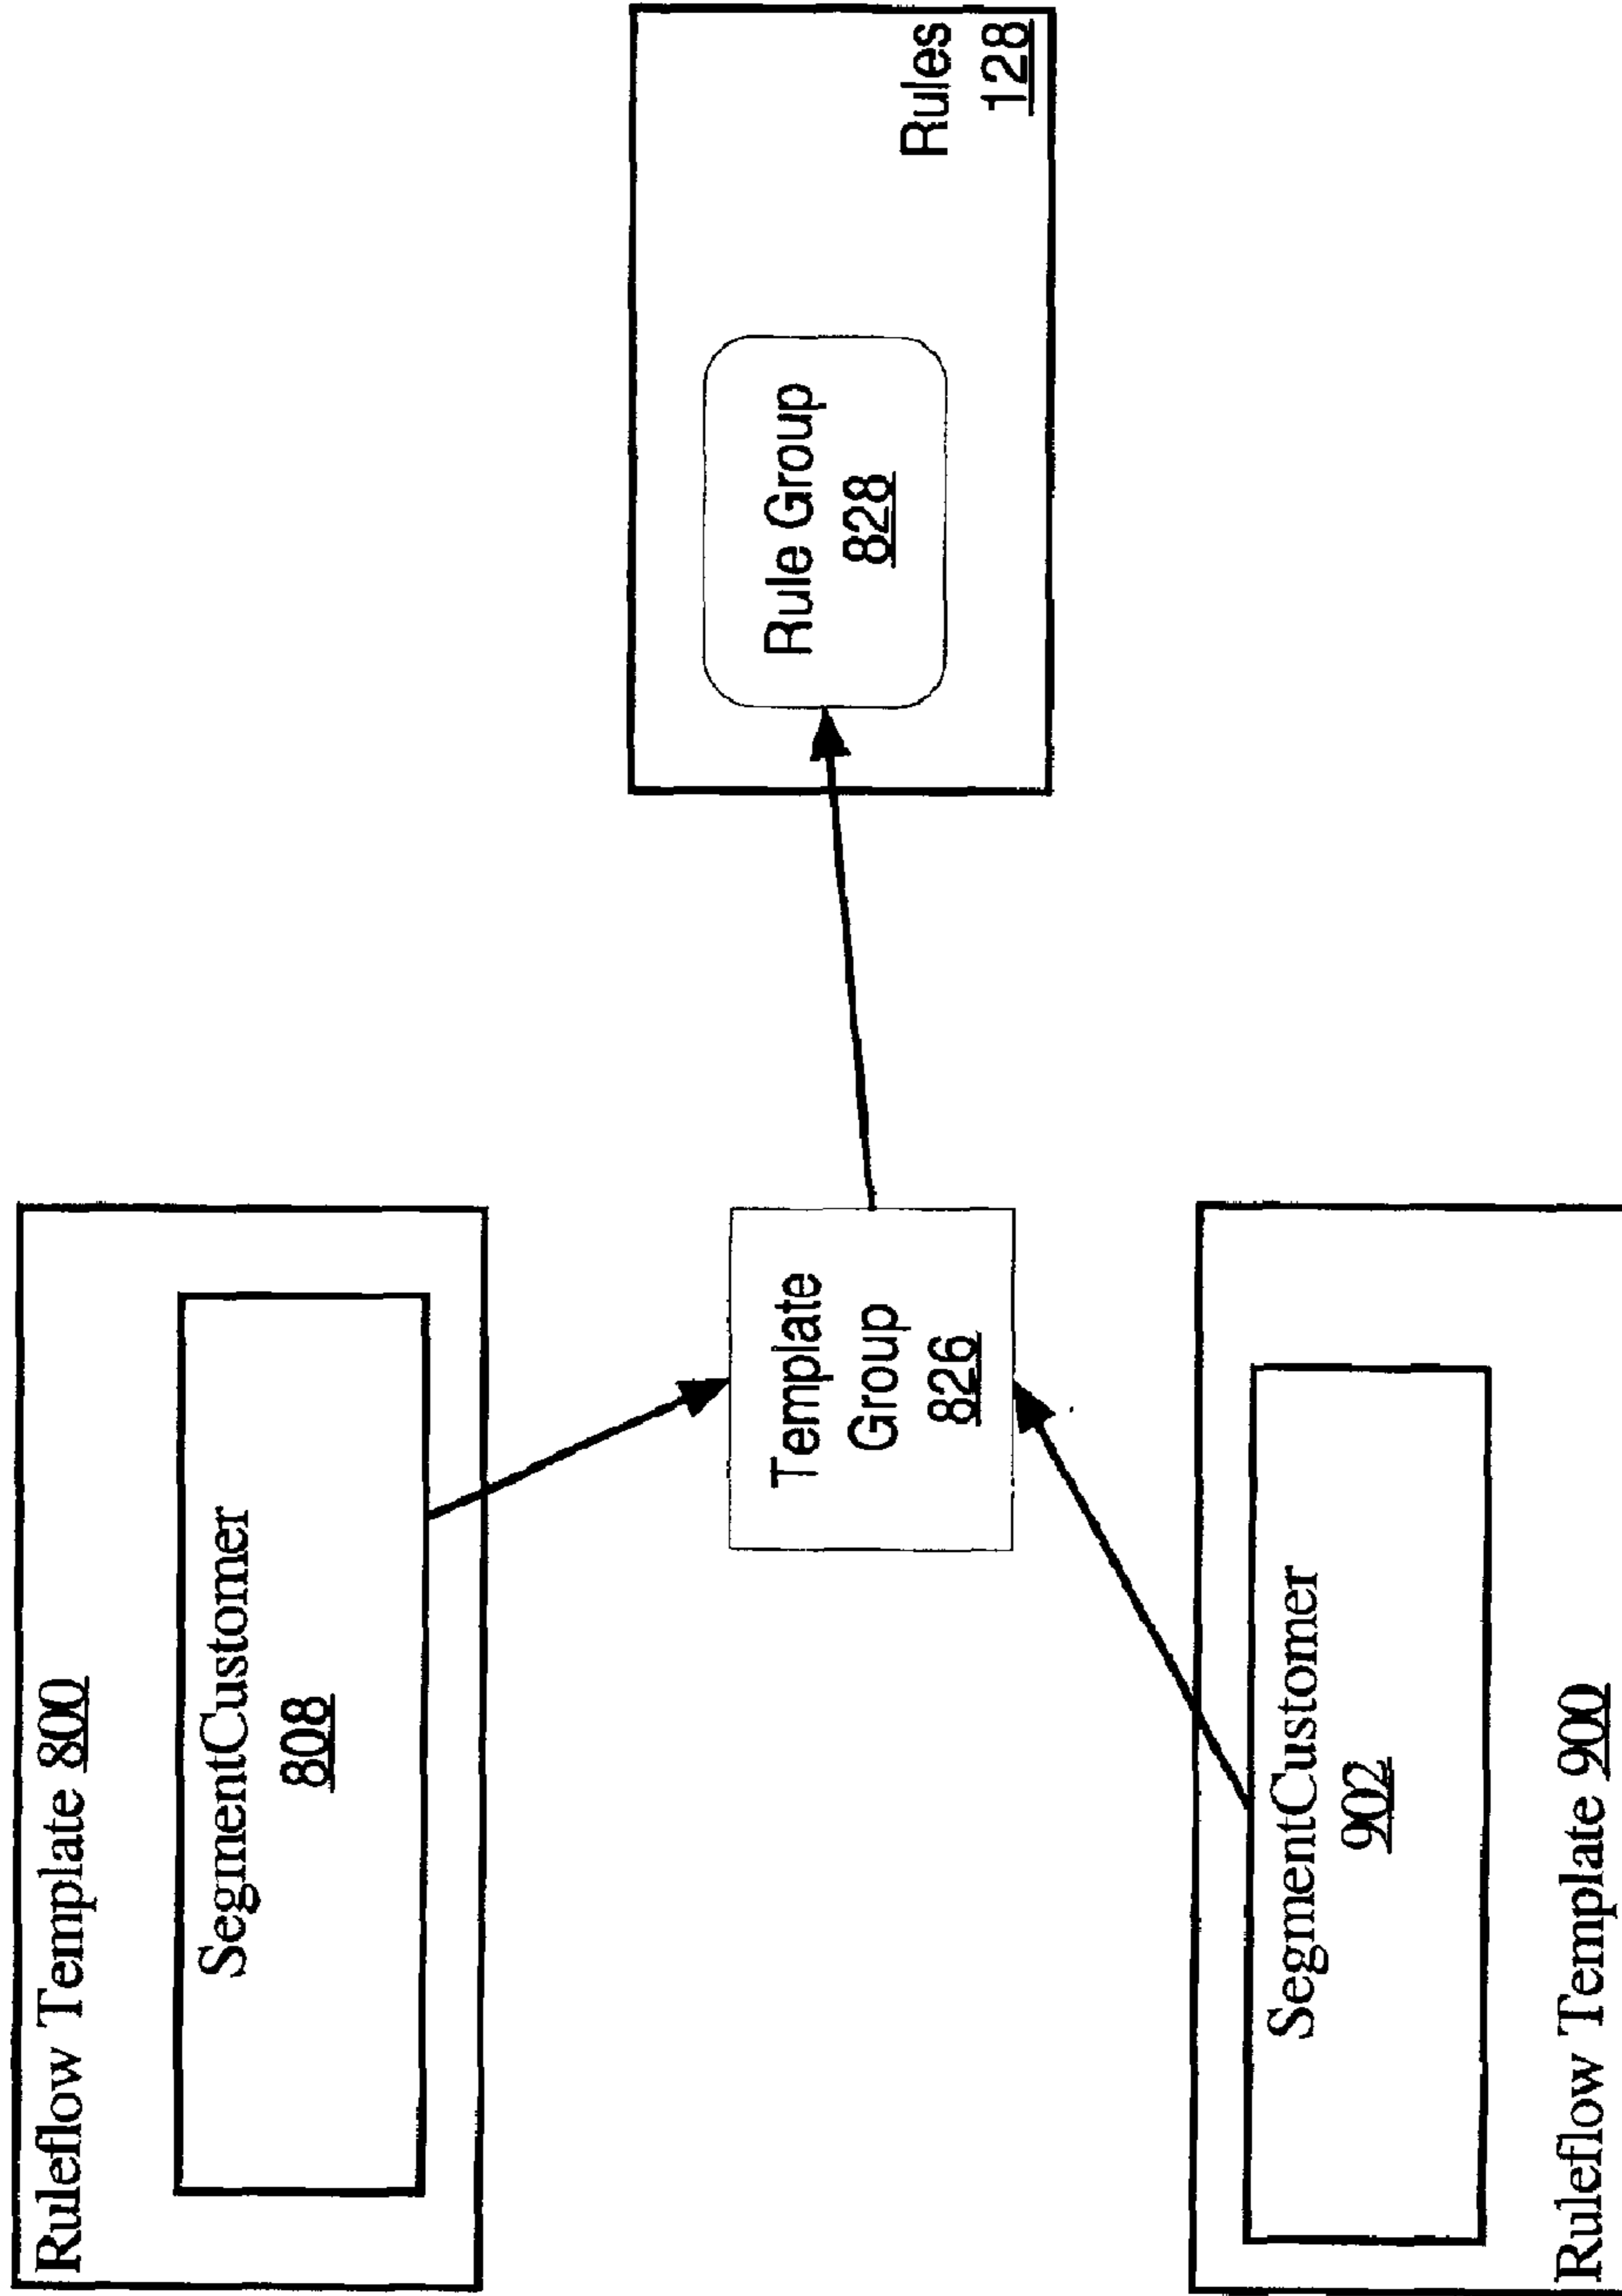 Ruleflow Template 800
SegmentCustomer
808
Template
Group
826
Rule Group
828
Rules
128
SegmentCustomer
902
Ruleflow Template 900